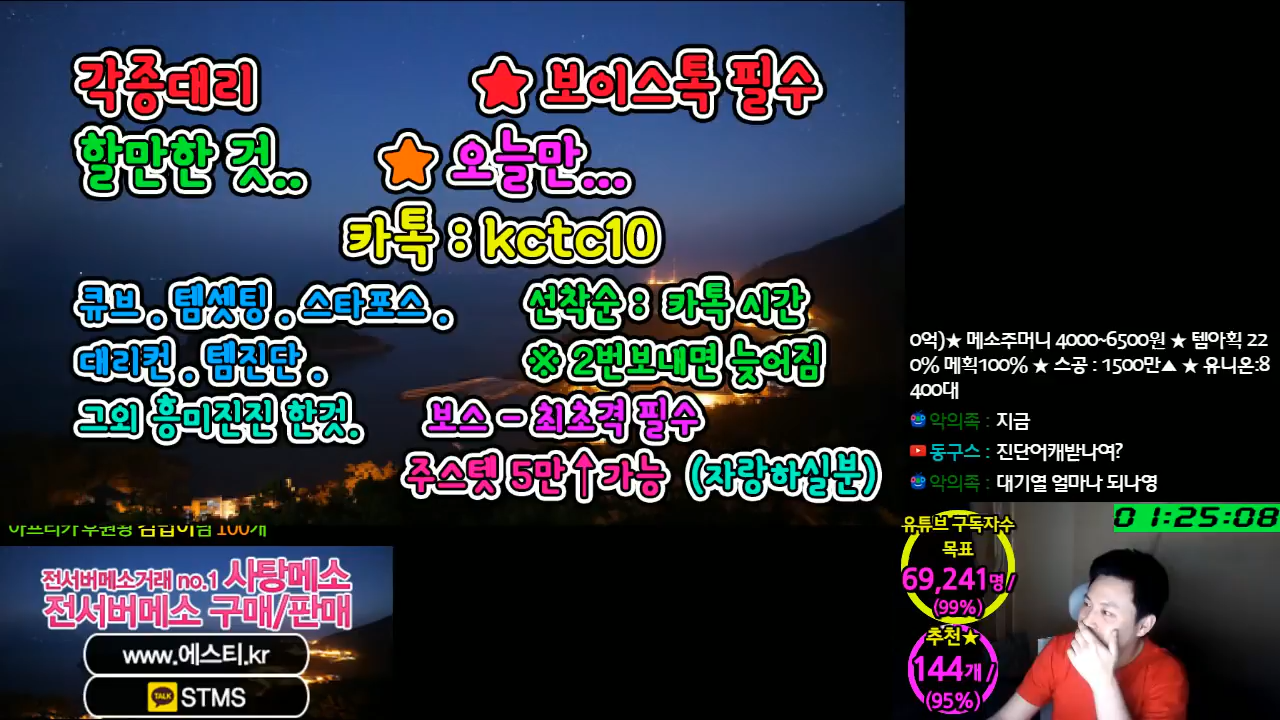 각종대리
★ 보이스톡 필수
할만한 것..
★ 오늘만...
카톡 : kctc10
큐브 . 템셋팅 . 스타포스 .
선착순 : 카톡 시간
대리컨 . 템진단 .
※ 2번보내면 늦어짐
그외 흥미진진 한것.
보스 - 최초격 필수
주스텟 5만↑가능 (자랑하실분)
0억)★ 메소주머니 4000~6500원 ★ 템아획 22
0% 메획100% ★ 스공 : 1500만▲ ★ 유니온:8
400대
악의족 : 지금
동구스 : 진단어캐받나여?
악의족 : 대기열 얼마나 되나영
01:25:08
유튜브 구독자수
목표
69,241명/
(99%)
추천★
144개/
(95%)
100개
전서버메소거래 no.1 사탕메소
전서버메소 구매/판매
www.에스티.kr
TALK STMS